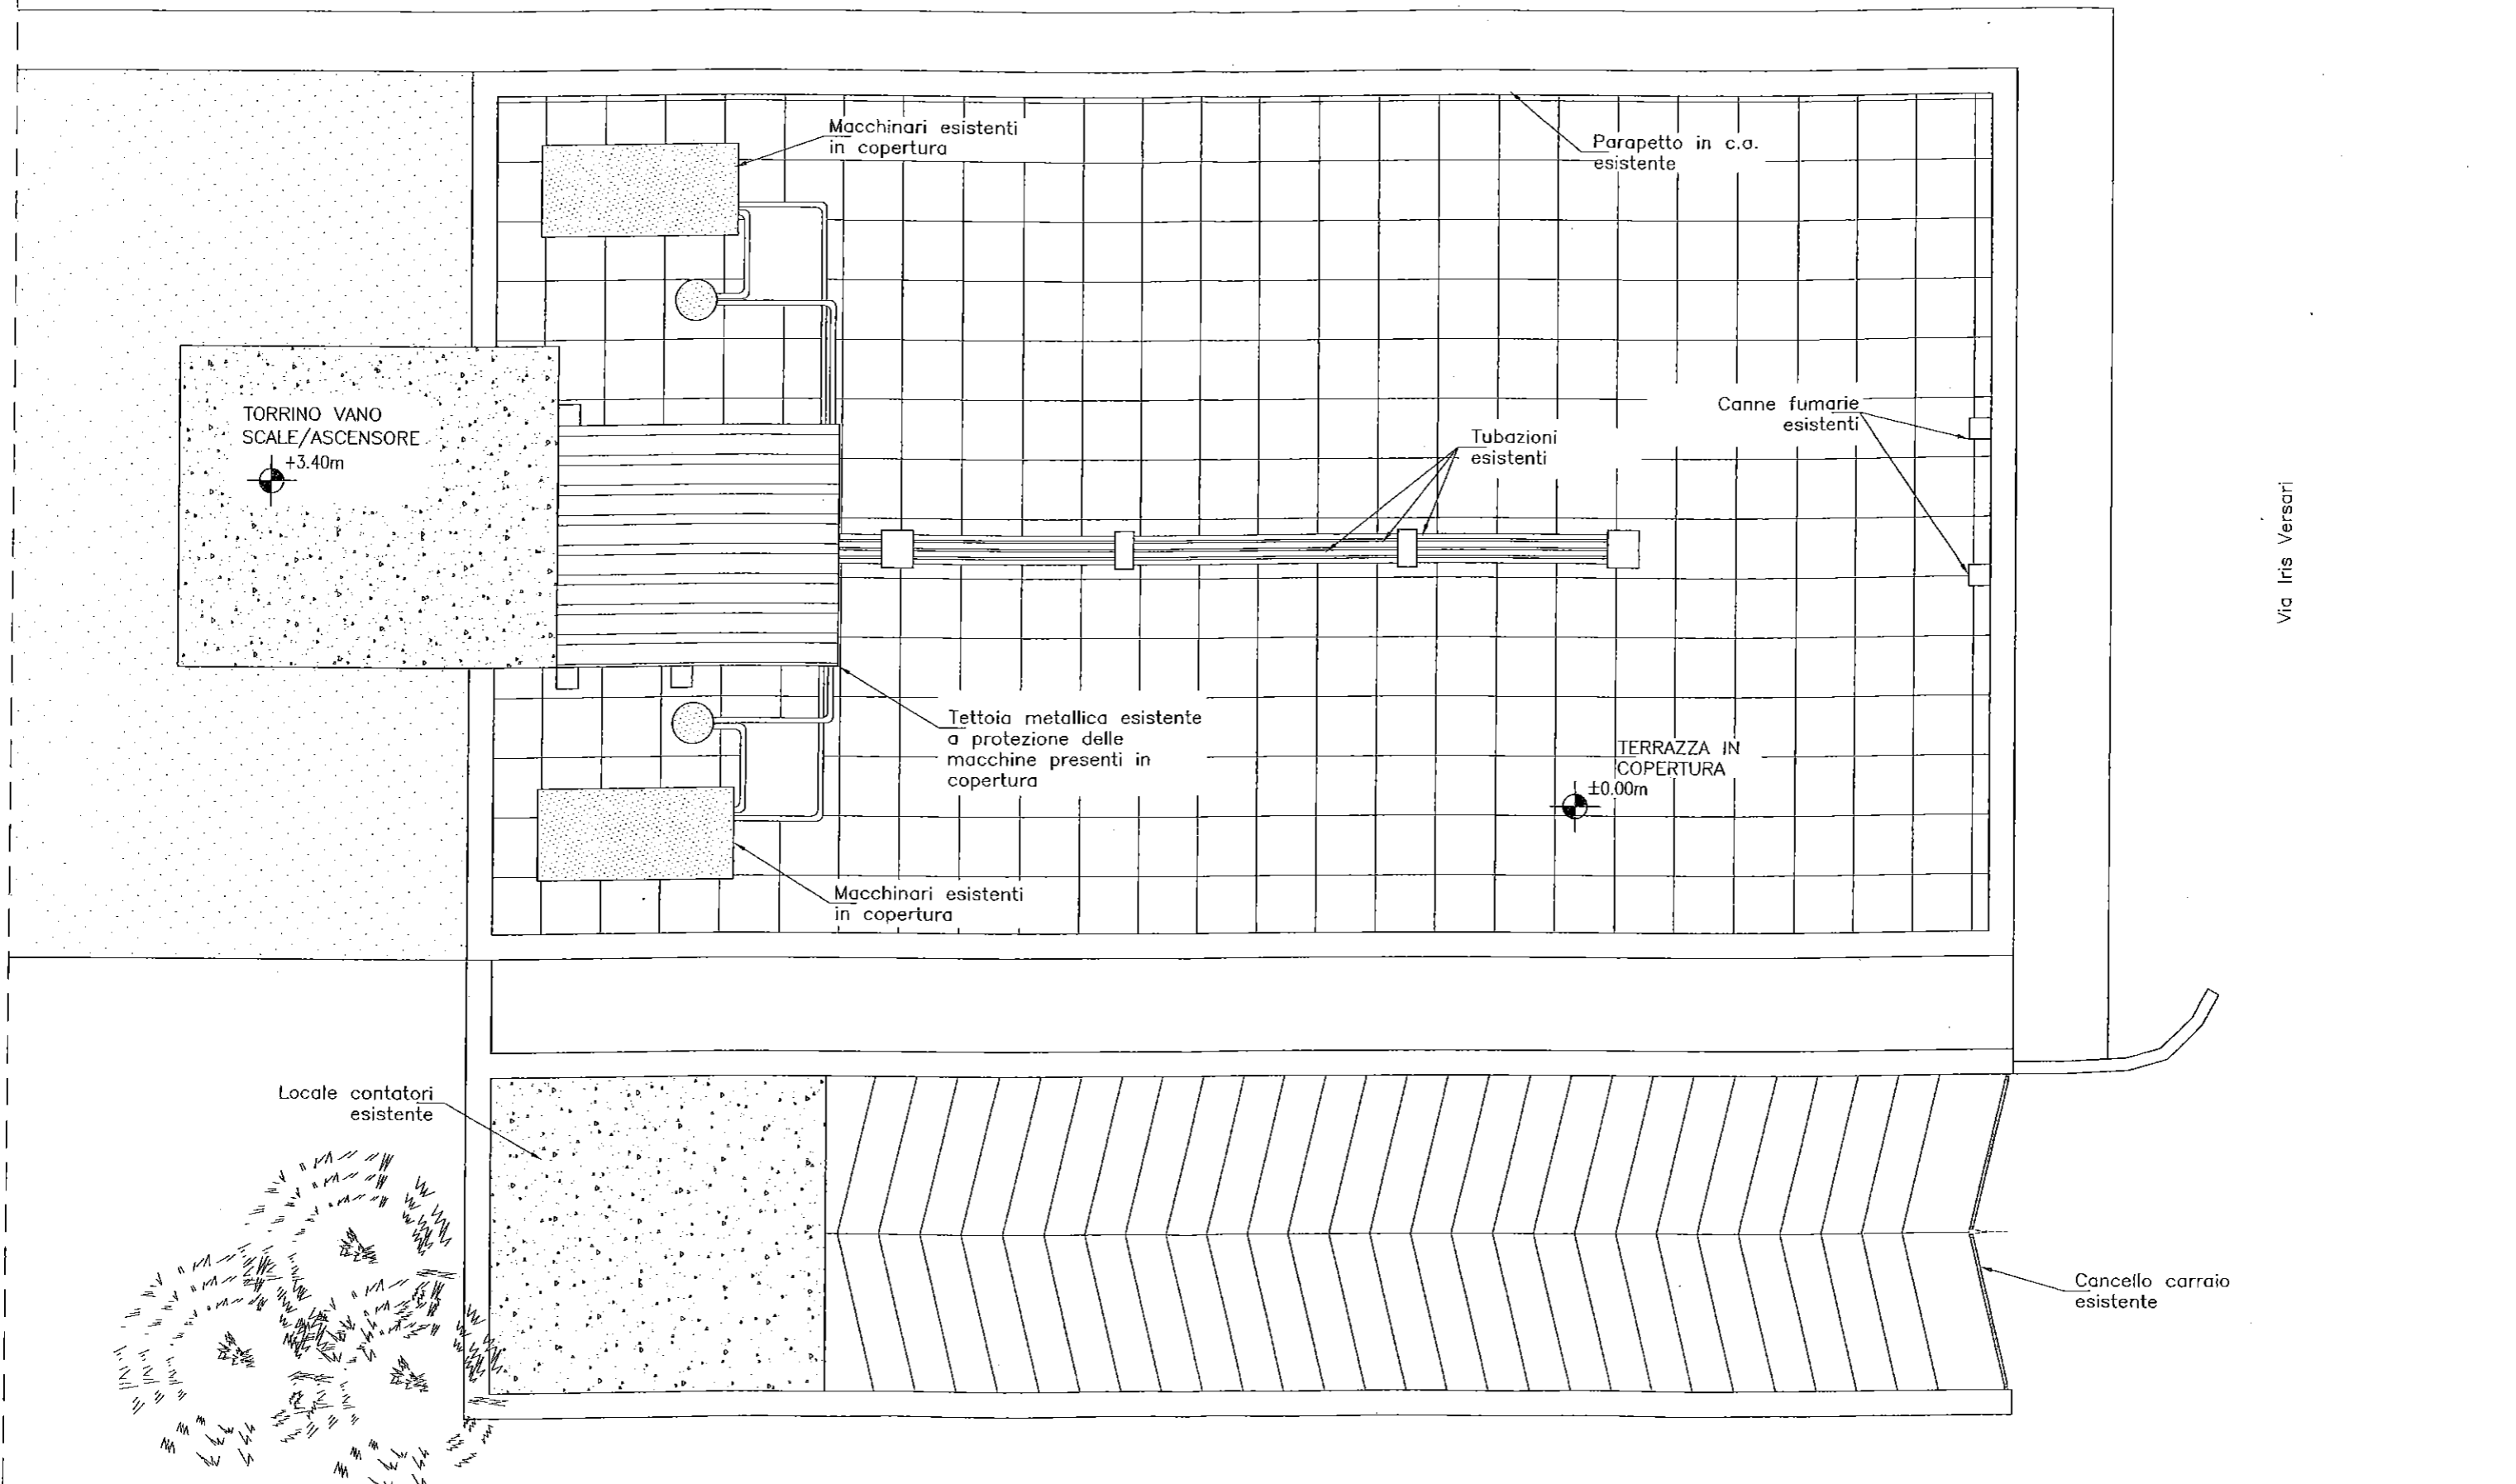 Macchinari esistenti
in copertura
Parapetto in c.a.
esistente
TORRINO VANO
SCALE/ASCENSORE
+3.40m
Canne fumarie
esistenti
Tubazioni
esistenti
Via Iris Versari
Tettoia metallica esistente
a protezione delle
macchine presenti in
copertura
TERRAZZA IN
COPERTURA
±0.00m
Macchinari esistenti
in copertura
Locale contatori
esistente
Cancello carraio
esistente